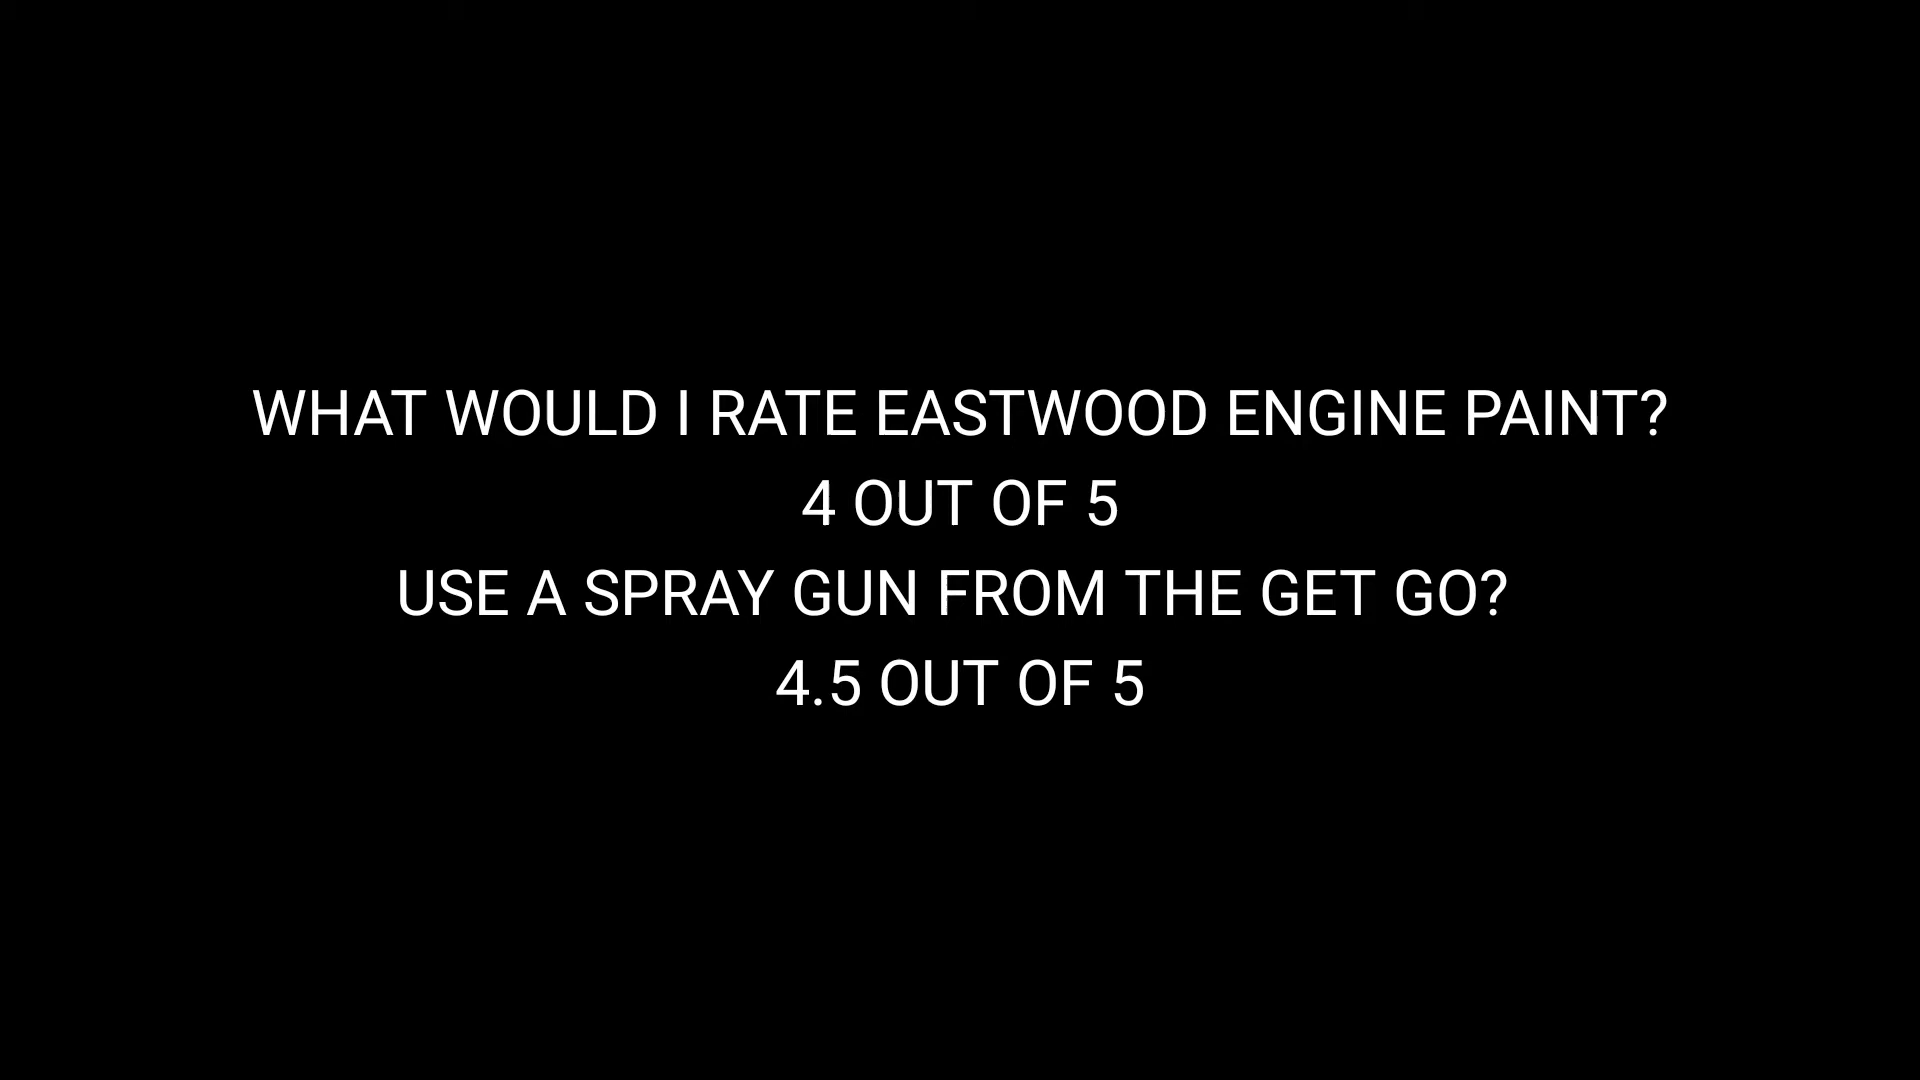 WHAT WOULD I RATE EASTWOOD ENGINE PAINT?
4 OUT OF 5
USE A SPRAY GUN FROM THE GET GO?
4.5 OUT OF 5